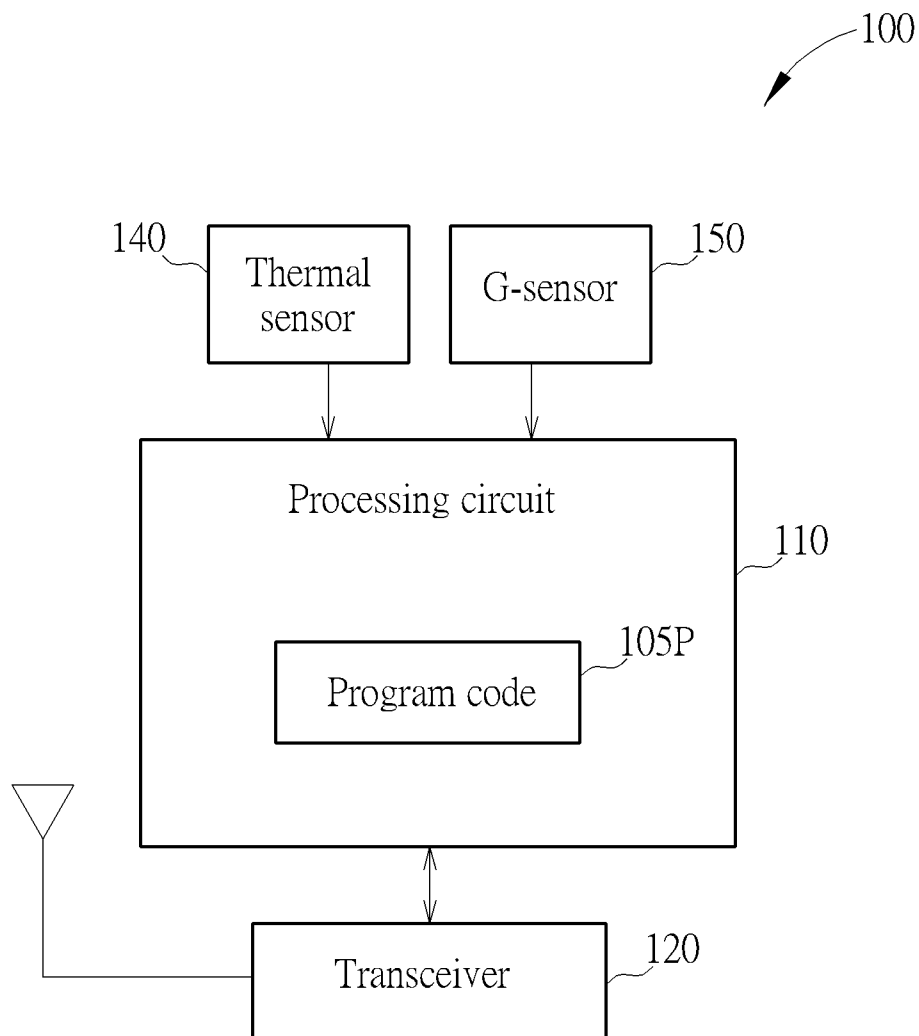 100
140
150
Thermal
sensor
G-sensor
Processing circuit
110
105P
Program code
120
Transceiver